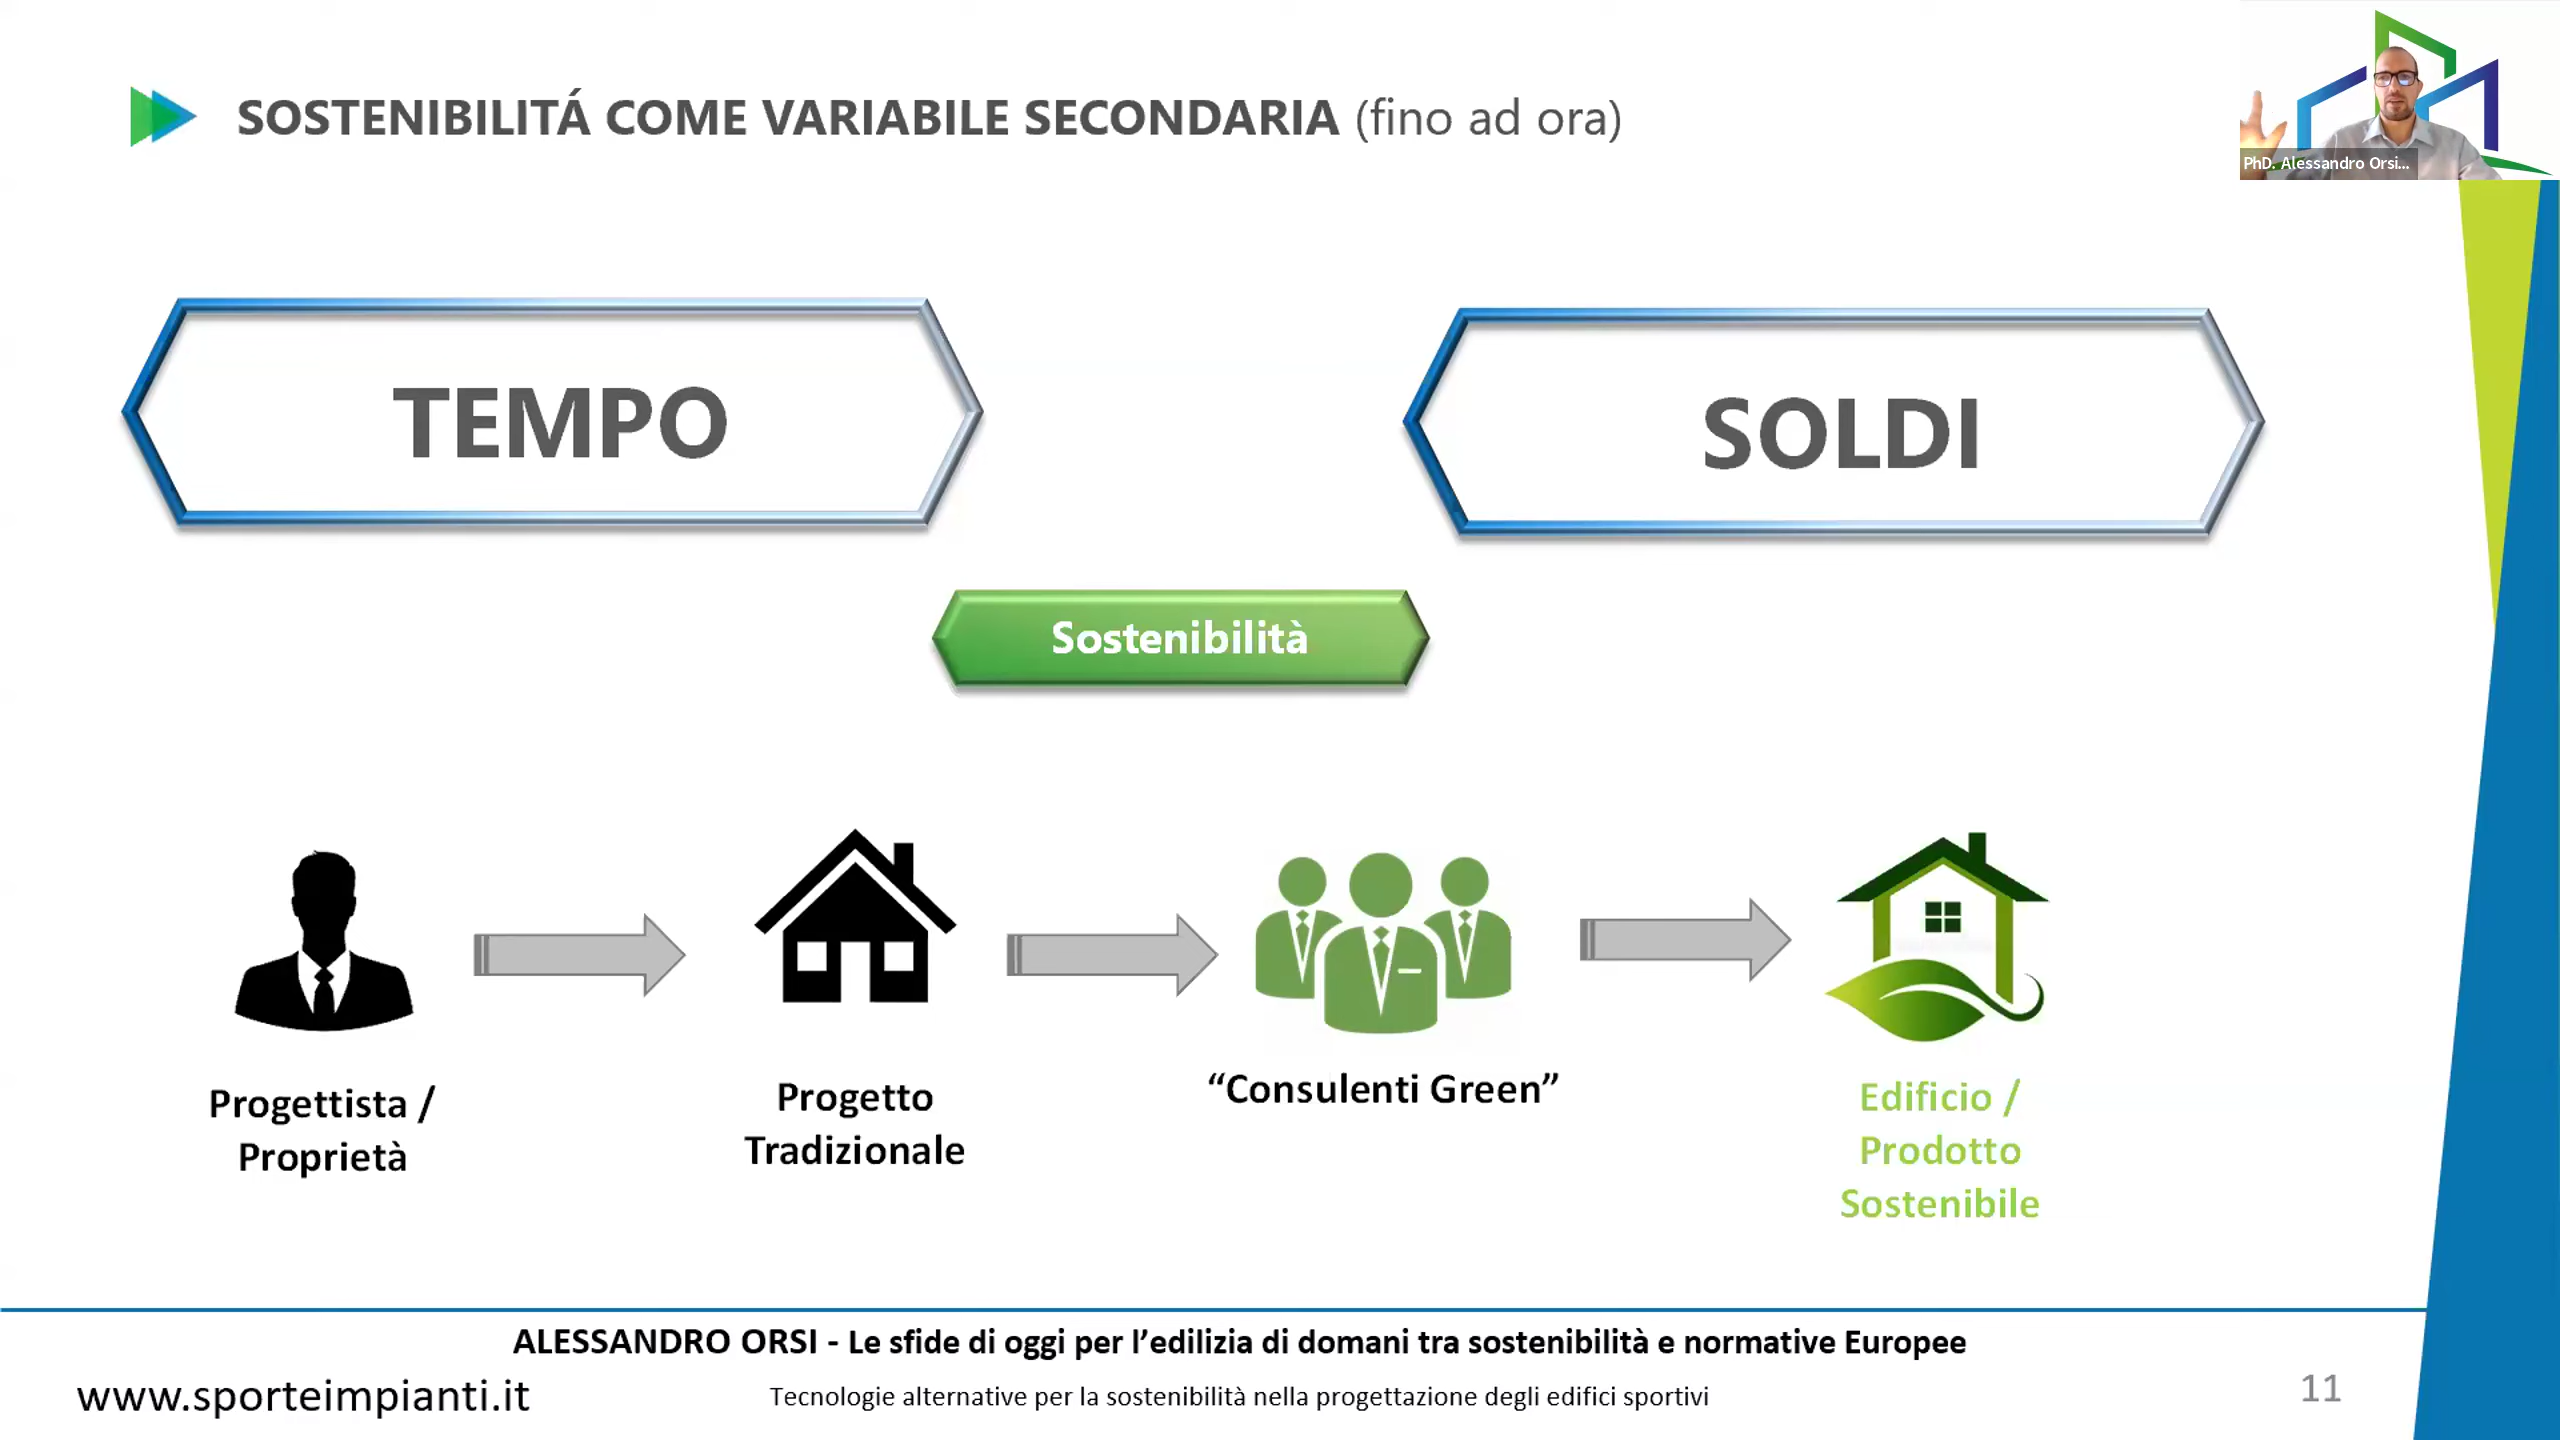 SOSTENIBILITÁ COME VARIABILE SECONDARIA (fino ad ora)
PhD. Alessandro Orsi...
TEMPO
SOLDI
Sostenibilità
Progettista /
Proprietà
Progetto
Tradizionale
“Consulenti Green”
Edificio /
Prodotto
Sostenibile
ALESSANDRO ORSI - Le sfide di oggi per l’edilizia di domani tra sostenibilità e normative Europee
www.sporteimpianti.it
Tecnologie alternative per la sostenibilità nella progettazione degli edifici sportivi
11